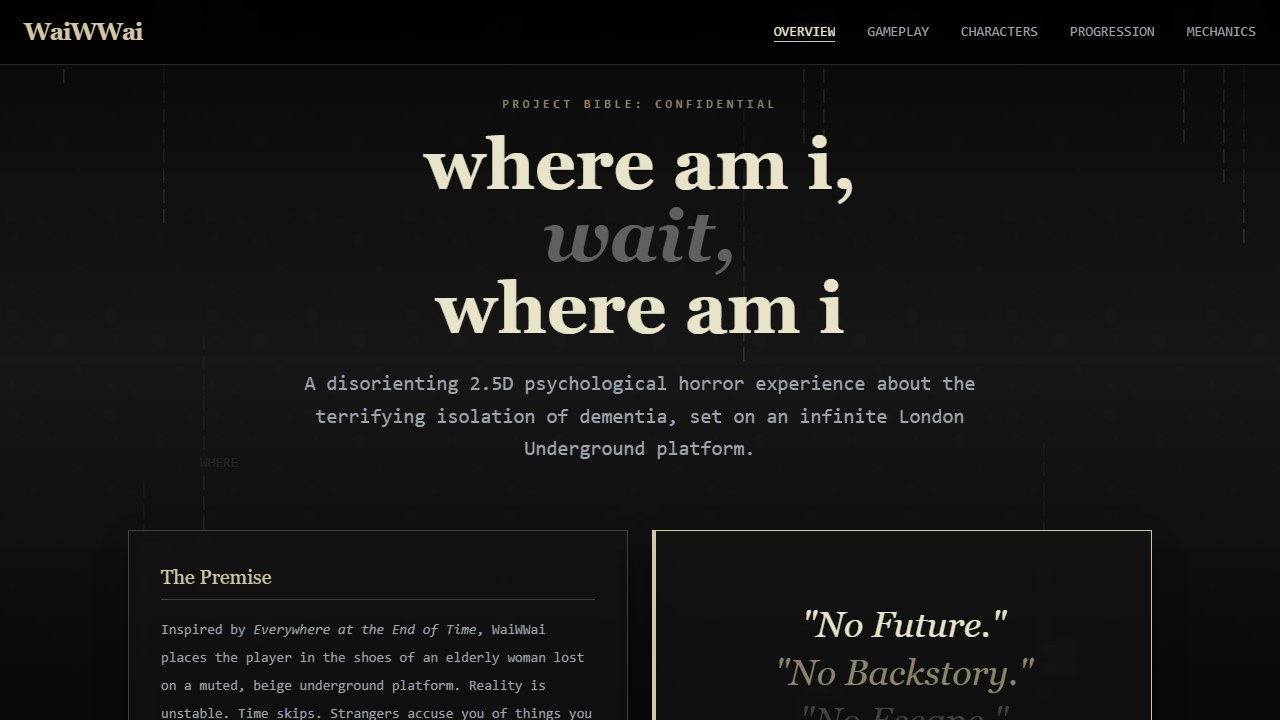 WaiWWai
OVERVIEW GAMEPLAY CHARACTERS PROGRESSION MECHANICS
PROJECT BIBLE: CONFIDENTIAL
where am i,
wait,
where am i
A disorienting 2.5D psychological horror experience about the
terrifying isolation of dementia, set on an infinite London
Underground platform.
WHERE
The Premise
Inspired by Everywhere at the End of Time, WaiWWai
places the player in the shoes of an elderly woman lost
on a muted, beige underground platform. Reality is
unstable. Time skips. Strangers accuse you of things you
"No Future."
"No Backstory."
"No Escape."